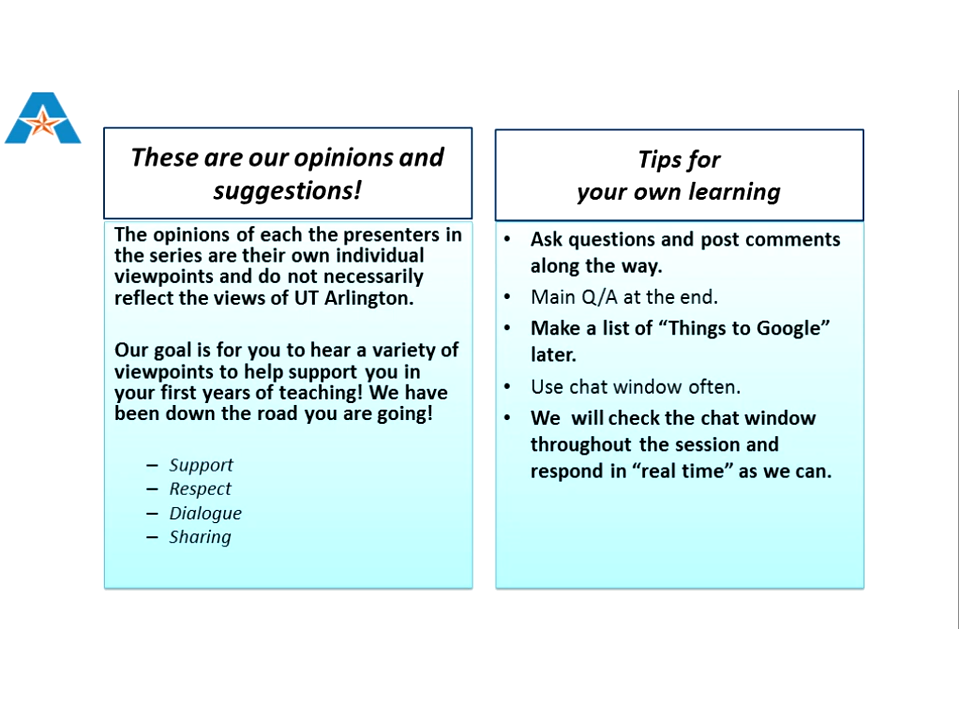 These are our opinions and
suggestions!
The opinions of each the presenters in
the series are their own individual
viewpoints and do not necessarily
reflect the views of UT Arlington.
Our goal is for you to hear a variety of
viewpoints to help support you in
your first years of teaching! We have
been down the road you are going!
– Support
– Respect
– Dialogue
– Sharing
Tips for
your own learning
• Ask questions and post comments
along the way.
• Main Q/A at the end.
• Make a list of “Things to Google”
later.
• Use chat window often.
• We  will check the chat window
throughout the session and
respond in “real time” as we can.